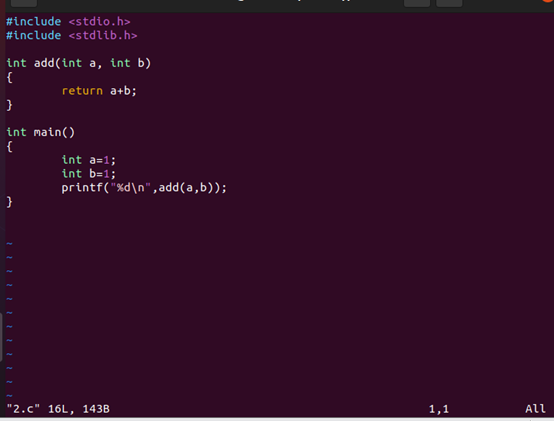 #include <stdio.h>
#include <stdlib.h>
int add(int a, int b)
{
        return a+b;
}
int main()
{
        int a=1;
        int b=1;
        printf("%d\n",add(a,b));
}
~
~
~
~
~
~
~
~
~
~
~
~
"2.c" 16L, 143B 1,1 All